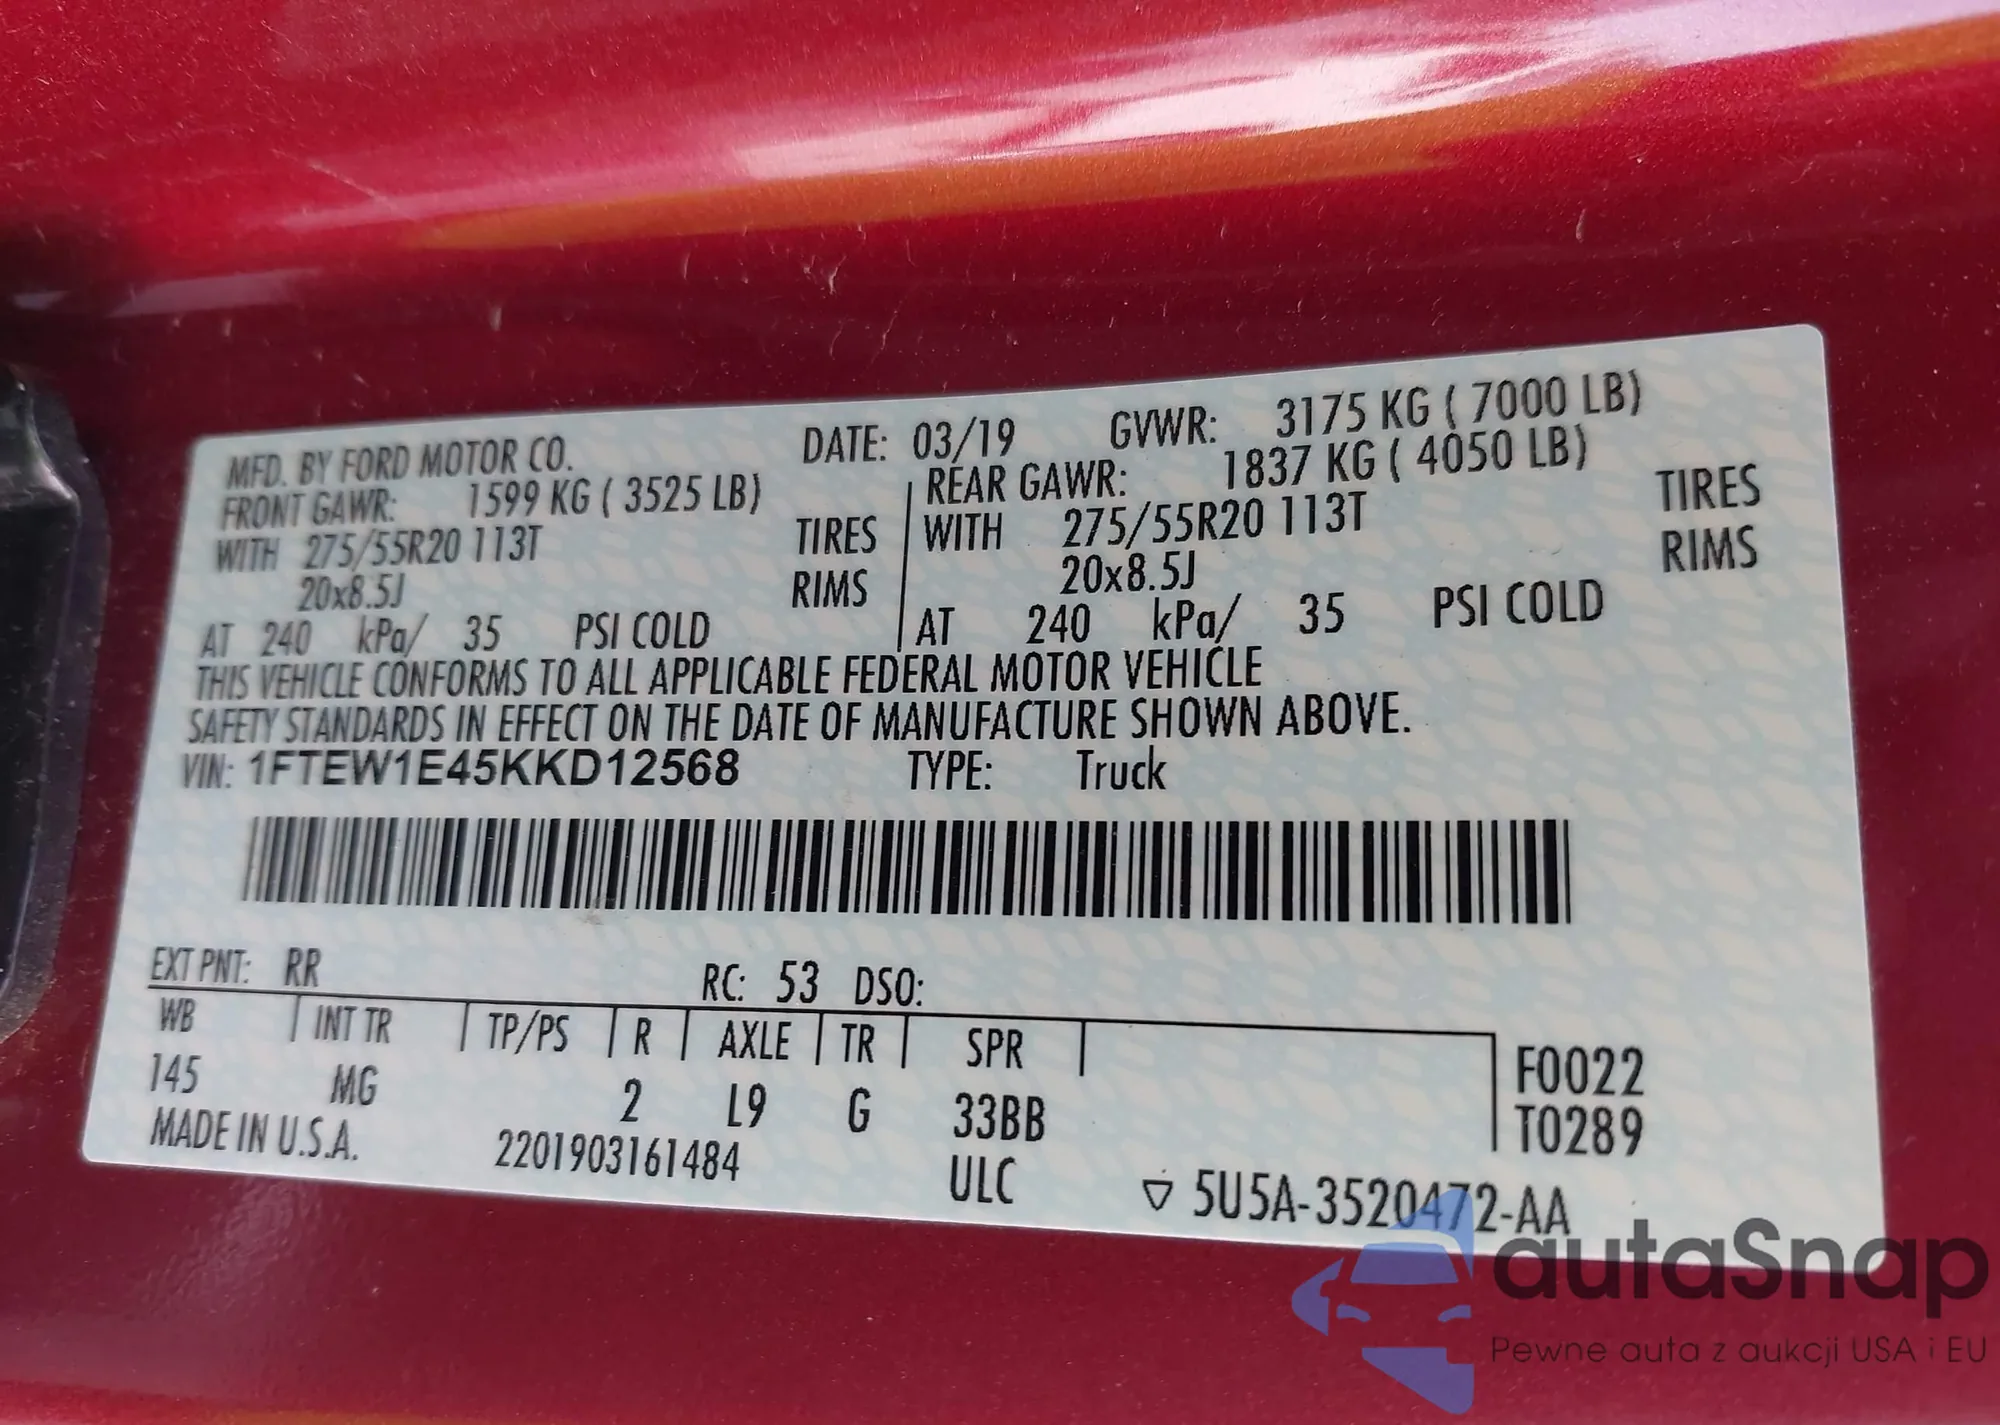 MFD. BY FORD MOTOR CO. DATE: 03/19 GVWR: 3175 KG ( 7000 LB)
FRONT GAWR: 1599 KG ( 3525 LB) REAR GAWR: 1837 KG ( 4050 LB)
WITH 275/55R20 113T TIRES WITH 275/55R20 113T TIRES
20x8.5J RIMS 20x8.5J RIMS
AT 240 kPa/ 35 PSI COLD AT 240 kPa/ 35 PSI COLD
THIS VEHICLE CONFORMS TO ALL APPLICABLE FEDERAL MOTOR VEHICLE
SAFETY STANDARDS IN EFFECT ON THE DATE OF MANUFACTURE SHOWN ABOVE.
VIN: 1FTEW1E45KKD12568 TYPE: Truck
EXT PNT: RR RC: 53 DSO:
WB INT TR TP/PS R AXLE TR SPR F0022
145 MG 2 L9 G 33BB T0289
MADE IN U.S.A. 2201903161484 ULC ▽ 5U5A-3520472-AA
autaSnap
Pewne auta z aukcji USA i EU